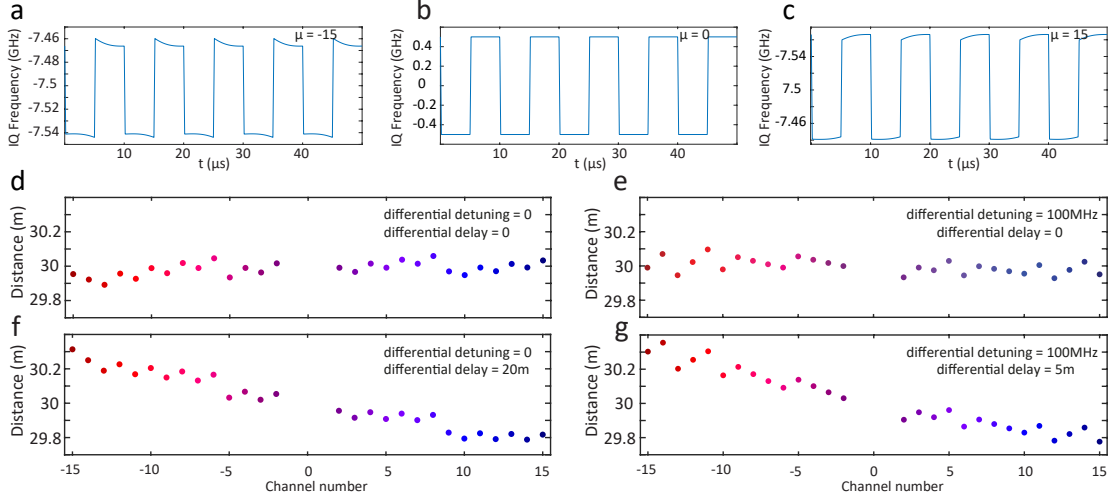 a
μ = -15
IQ Frequency (GHz)
-7.46
-7.48
-7.5
-7.52
-7.54
10 20 30 40
t (μs)
b
μ = 0
IQ Frequency (GHz)
0.4
0.2
0
-0.2
-0.4
10 20 30 40
t (μs)
c
μ = 15
IQ Frequency (GHz)
-7.56
7.5
-7.46
10 20 30 40
t (μs)
d
differential detuning = 0
differential delay = 0
Distance (m)
30.2
30
29.8
e
differential detuning = 100MHz
differential delay = 0
Distance (m)
30.2
30
29.8
f
differential detuning = 0
differential delay = 20m
Distance (m)
30.2
30
29.8
-15 -10 -5 0 5 10 15
Channel number
g
differential detuning = 100MHz
differential delay = 5m
Distance (m)
30.2
30
29.8
-15 -10 -5 0 5 10 15
Channel number